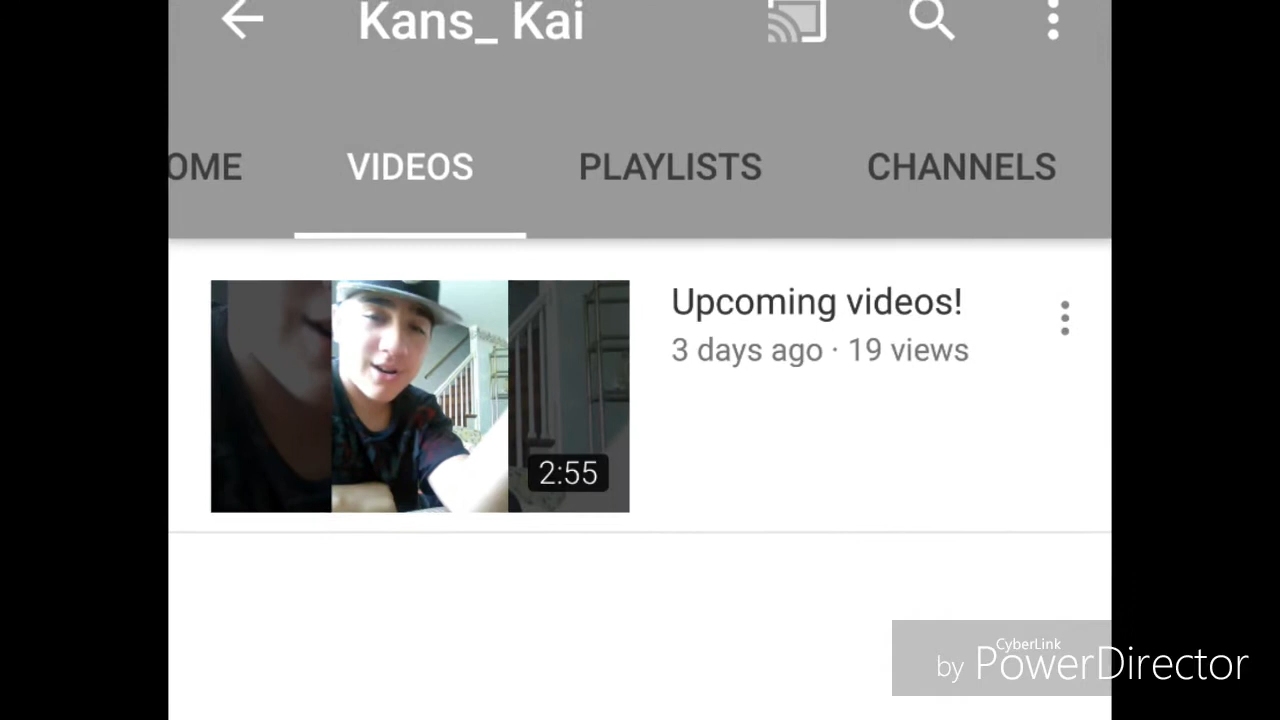 Kans_ Kai
OME VIDEOS PLAYLISTS CHANNELS
Upcoming videos!
3 days ago · 19 views
2:55
CyberLink
by PowerDirector